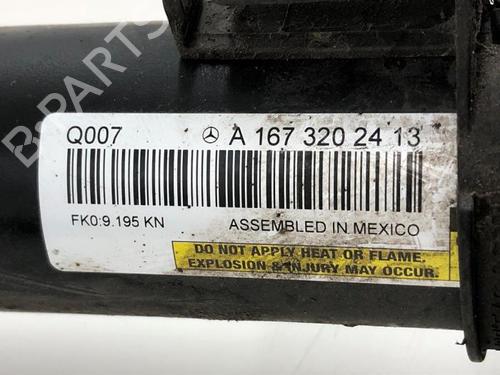 B-PARTS
Q007 A 167 320 24 13
FK0:9.195 KN ASSEMBLED IN MEXICO
DO NOT APPLY HEAT OR FLAME.
EXPLOSION & INJURY MAY OCCUR.